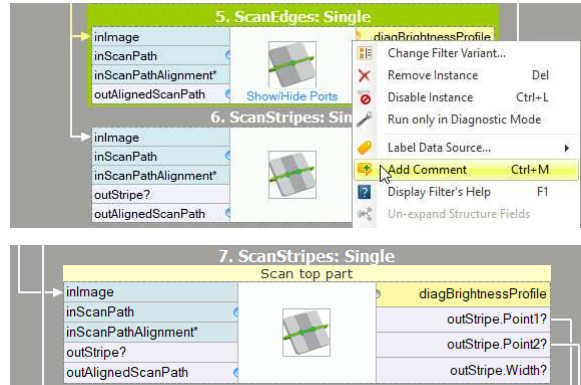 5. ScanEdges: Single
inImage
diagBrightnessProfile
inScanPath
inScanPathAlignment*
outAlignedScanPath
Show/Hide Ports
Change Filter Variant...
Remove Instance Del
Disable Instance Ctrl+L
Run only in Diagnostic Mode
Label Data Source...
Add Comment Ctrl+M
Display Filter's Help F1
Un-expand Structure Fields
6. ScanStripes: Sin
inImage
inScanPath
inScanPathAlignment*
outStripe?
outAlignedScanPath
7. ScanStripes: Single
Scan top part
inImage
inScanPath
inScanPathAlignment*
outStripe?
outAlignedScanPath
diagBrightnessProfile
outStripe.Point1?
outStripe.Point2?
outStripe.Width?